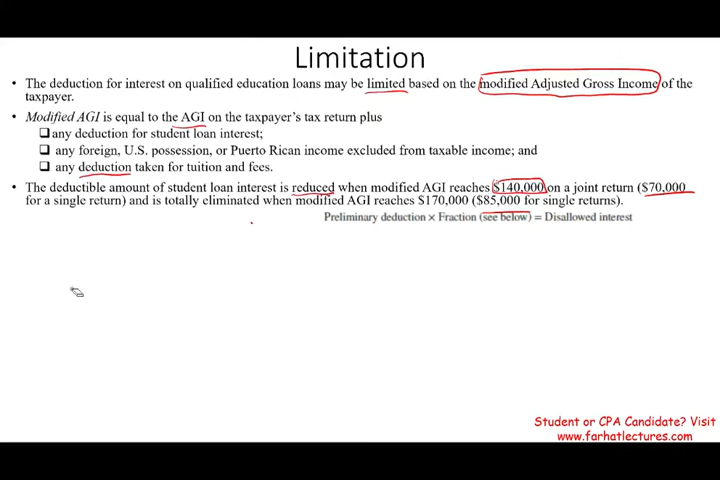 Limitation
• The deduction for interest on qualified education loans may be limited based on the modified Adjusted Gross Income of the
taxpayer.
• Modified AGI is equal to the AGI on the taxpayer's tax return plus
❑any deduction for student loan interest;
❑ any foreign, U.S. possession, or Puerto Rican income excluded from taxable income; and
❑ any deduction taken for tuition and fees.
• The deductible amount of student loan interest is reduced when modified AGI reaches $140,000 on a joint return ($70,000
for a single return) and is totally eliminated when modified AGI reaches $170,000 ($85,000 for single returns).
Preliminary deduction × Fraction (see below) = Disallowed interest
Student or CPA Candidate? Visit
www.farhatlectures.com